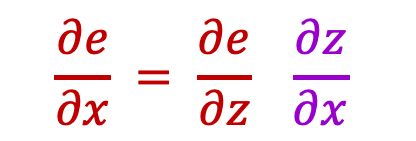 ∂e/∂x = ∂e/∂z ∂z/∂x